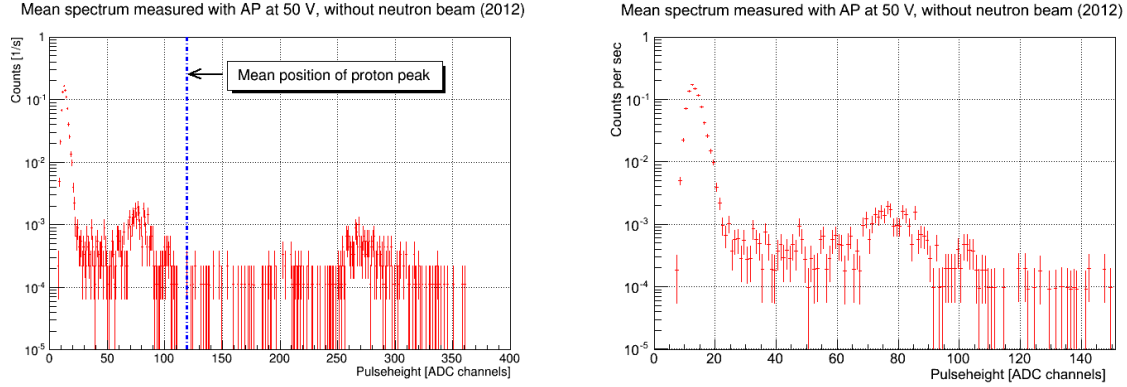 Mean spectrum measured with AP at 50 V, without neutron beam (2012)
Counts [1/s]
1
10-1
10-2
10-3
10-4
10-5
Mean position of proton peak
0 50 100 150 200 250 300 350 400
Pulseheight [ADC channels]
Mean spectrum measured with AP at 50 V, without neutron beam (2012)
Counts per sec
1
10-1
10-2
10-3
10-4
10-5
0 20 40 60 80 100 120 140
Pulseheight [ADC channels]